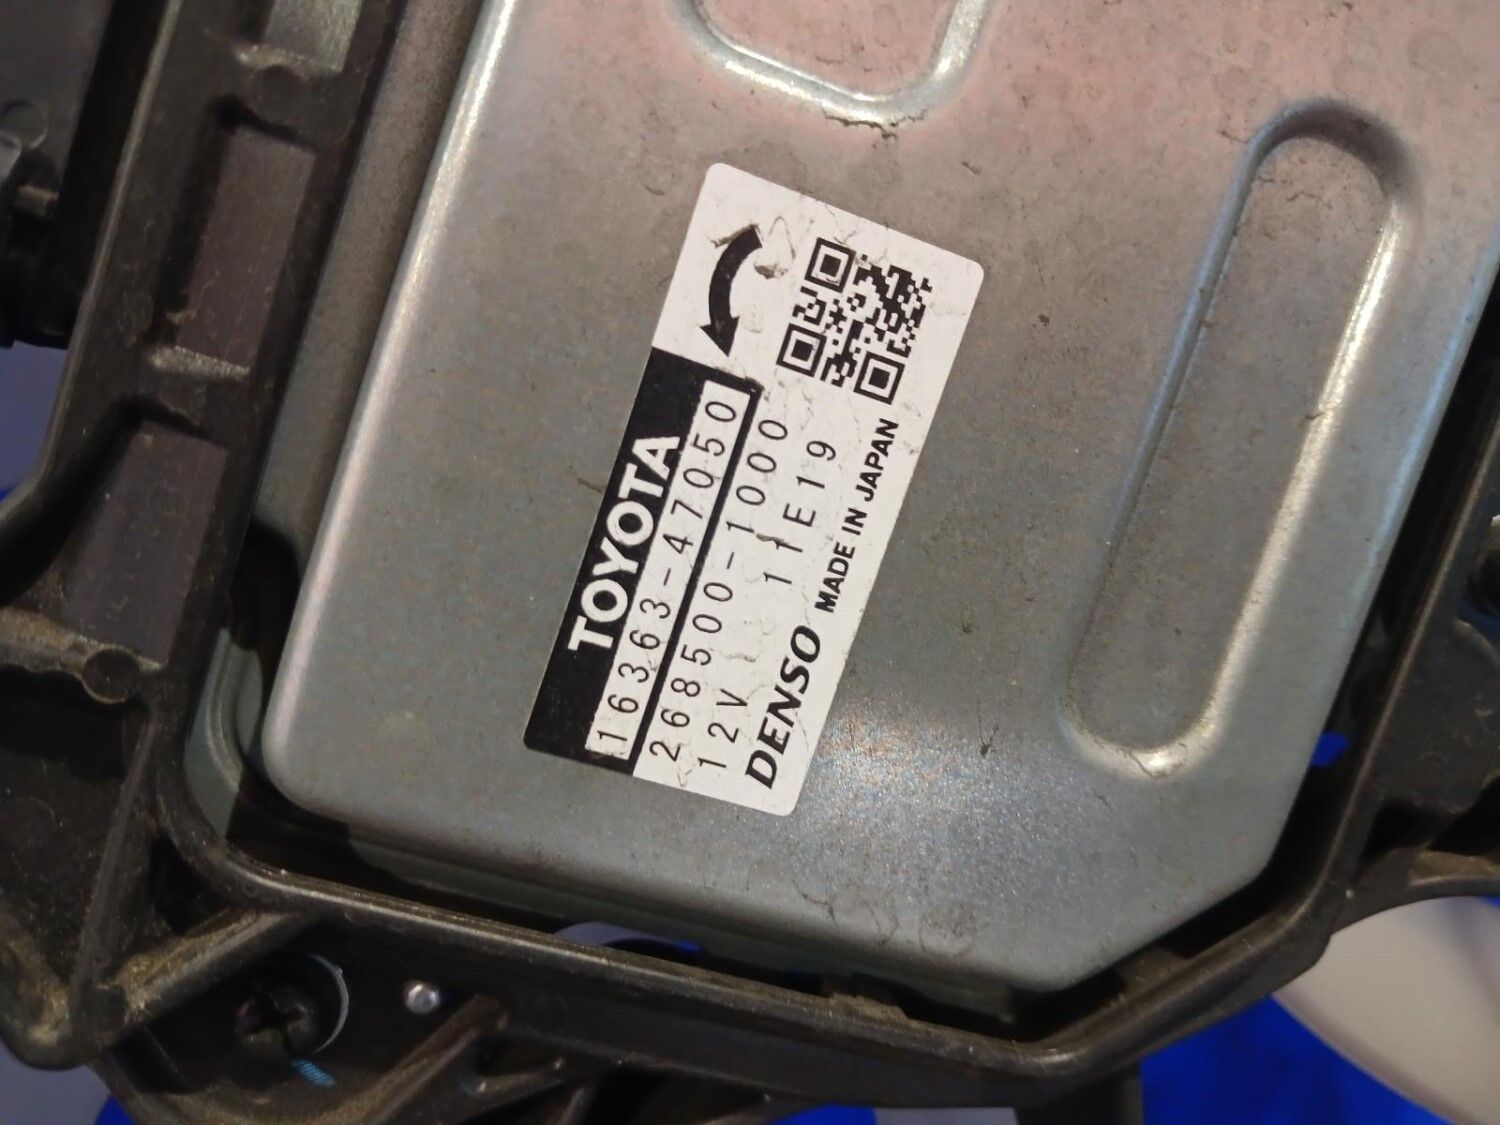 TOYOTA
16363-47050
268500-1000
12V 11E19
DENSO MADE IN JAPAN